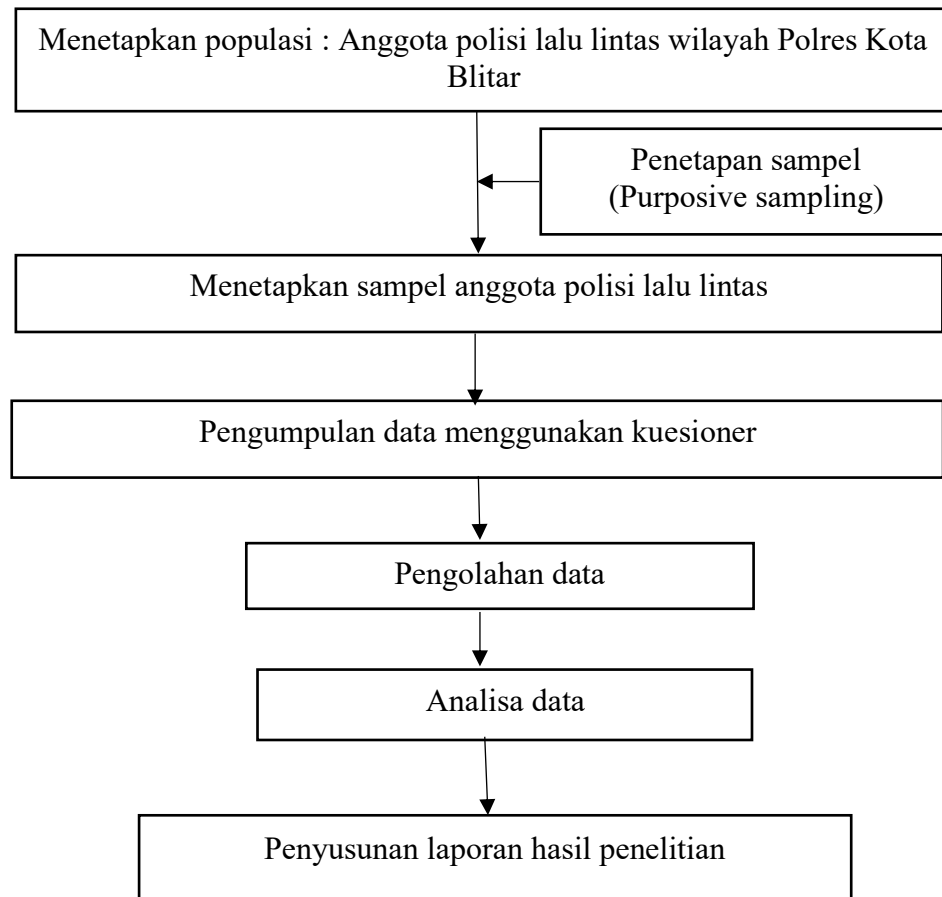 Menetapkan populasi : Anggota polisi lalu lintas wilayah Polres Kota
Blitar
Penetapan sampel
(Purposive sampling)
Menetapkan sampel anggota polisi lalu lintas
Pengumpulan data menggunakan kuesioner
Pengolahan data
Analisa data
Penyusunan laporan hasil penelitian